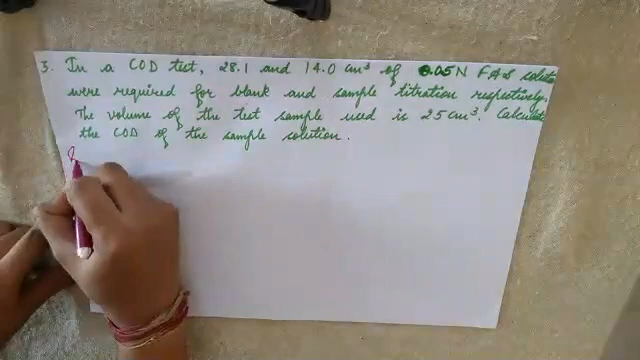 3. In a COD test, 28.1 and 14.0 cm³ of 0.05N FAS solution
were required for blank and sample titration respectively.
The volume of the test sample used is 25 cm³. Calculate
the COD of the sample solution.